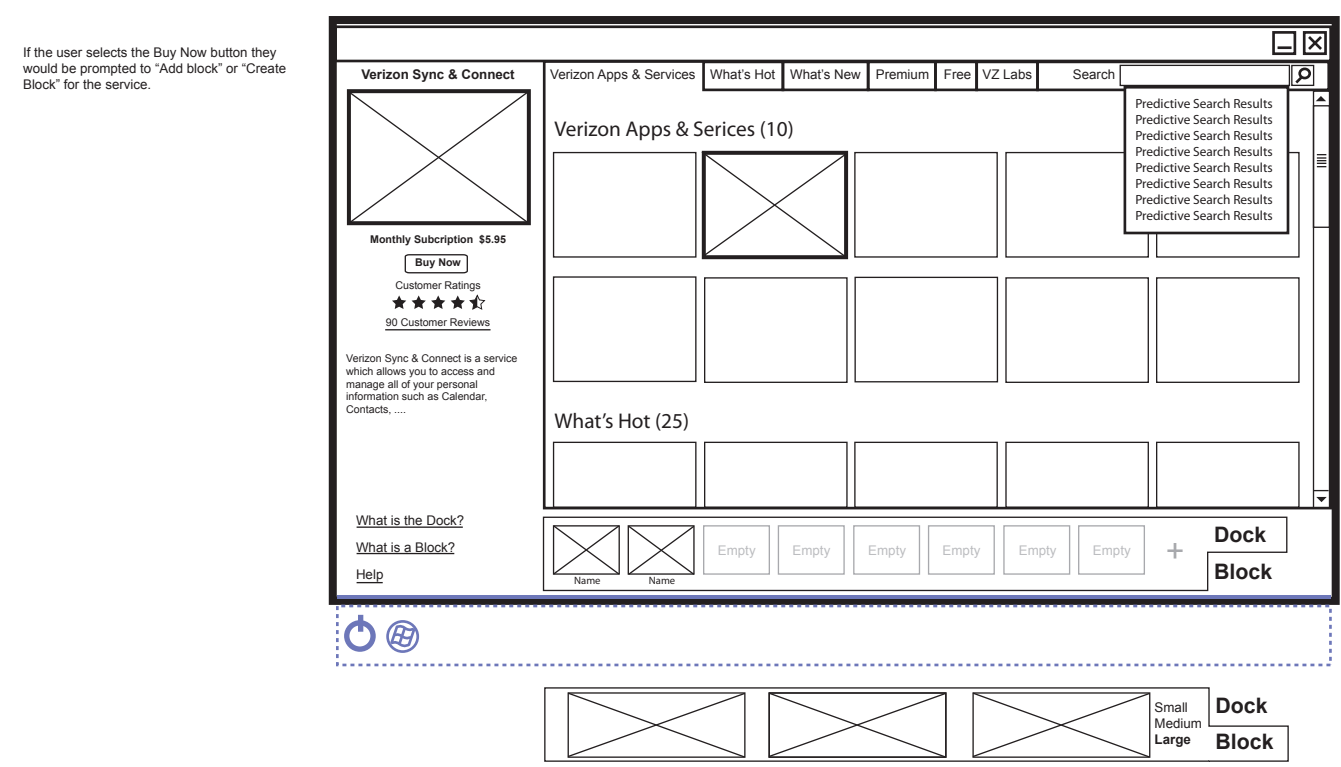 If the user selects the Buy Now button they
would be prompted to “Add block” or “Create
Block” for the service.
Verizon Sync & Connect
Verizon Apps & Services
What’s Hot
What’s New
Premium
Free
VZ Labs
Search
Predictive Search Results
Predictive Search Results
Predictive Search Results
Predictive Search Results
Predictive Search Results
Predictive Search Results
Predictive Search Results
Predictive Search Results
Monthly Subcription $5.95
Buy Now
Customer Ratings
90 Customer Reviews
Verizon Sync & Connect is a service
which allows you to access and
manage all of your personal
information such as Calendar,
Contacts, ....
What is the Dock?
What is a Block?
Help
Verizon Apps & Serices (10)
What’s Hot (25)
Name
Name
Empty
Empty
Empty
Empty
Empty
Empty
+
Dock
Block
Small
Medium
Large
Dock
Block